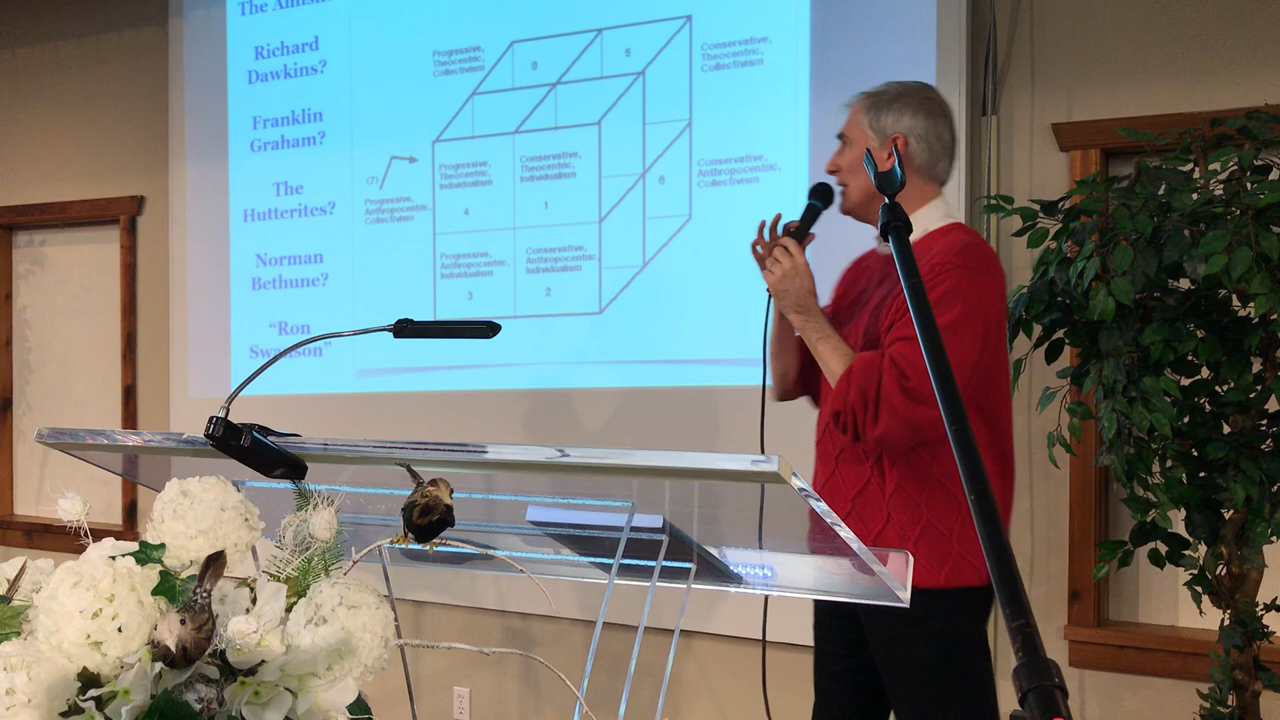 The Amish
Richard
Dawkins?
Franklin
Graham?
The
Hutterites?
Norman
Bethune?
“Ron
Swanson”
Progressive,
Theocentric,
Collectivism
8
5
Conservative,
Theocentric,
Collectivism
(7)
Progressive,
Anthropocentric,
Collectivism
Progressive,
Theocentric,
Individualism
4
Conservative,
Theocentric,
Individualism
1
6
Conservative,
Anthropocentric,
Collectivism
Progressive,
Anthropocentric,
Individualism
3
Conservative,
Anthropocentric,
Individualism
2